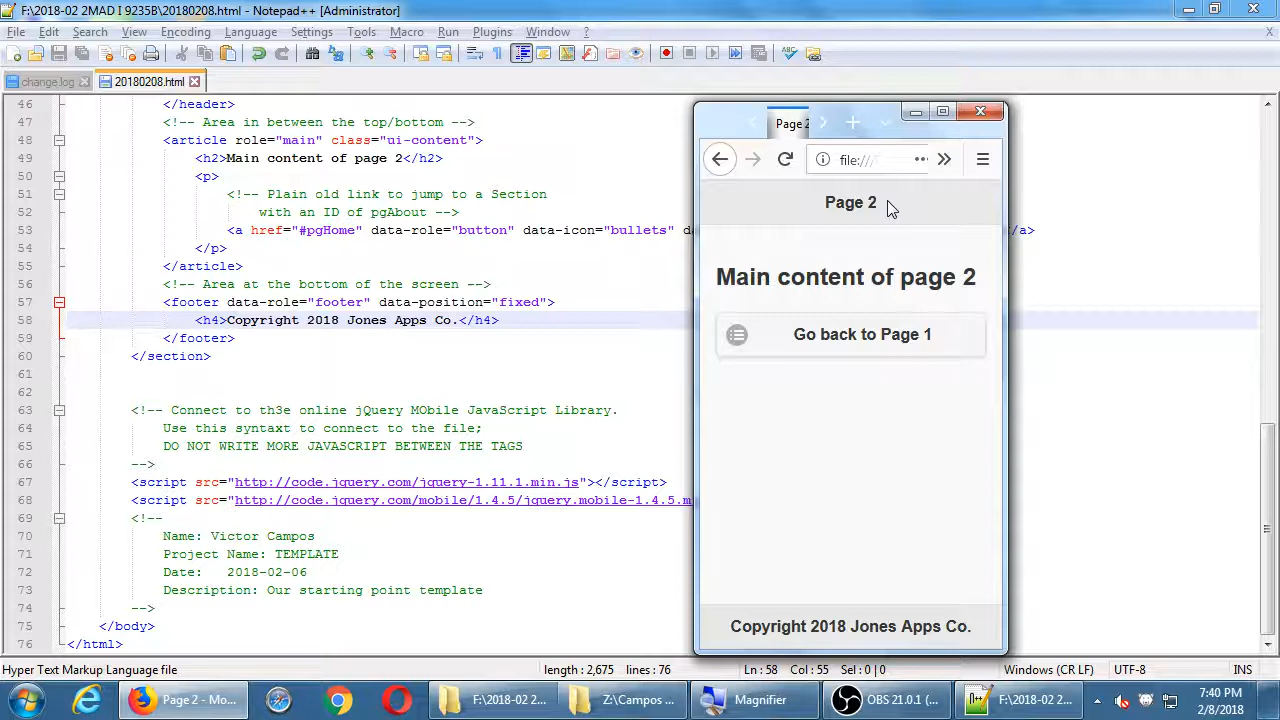 F:\2018-02 2MAD I 9235B\20180208.html - Notepad++ [Administrator]
File Edit Search View Encoding Language Settings Tools Macro Run Plugins Window ? X
change.log 20180208.html
46 </header>
47 <!-- Area in between the top/bottom -->
48 <article role="main" class="ui-content">
49 <h2>Main content of page 2</h2>
50 <p>
51 <!-- Plain old link to jump to a Section
52 with an ID of pgAbout -->
53 <a href="#pgHome" data-role="button" data-icon="bullets" d /a>
54 </p>
55 </article>
56 <!-- Area at the bottom of the screen -->
57 <footer data-role="footer" data-position="fixed">
58 <h4>Copyright 2018 Jones Apps Co.</h4>
59 </footer>
60 </section>
61
62
63 <!-- Connect to th3e online jQuery MObile JavaScript Library.
64 Use this syntaxt to connect to the file;
65 DO NOT WRITE MORE JAVASCRIPT BETWEEN THE TAGS
66 -->
67 <script src="http://code.jquery.com/jquery-1.11.1.min.js"></script>
68 <script src="http://code.jquery.com/mobile/1.4.5/jquery.mobile-1.4.5.m
69 <!--
70 Name: Victor Campos
71 Project Name: TEMPLATE
72 Date: 2018-02-06
73 Description: Our starting point template
74 -->
75 </body>
76 </html>
Page 2
file:///
Page 2
Main content of page 2
Go back to Page 1
Copyright 2018 Jones Apps Co.
Hyper Text Markup Language file length : 2,675 lines : 76 Ln : 58 Col : 55 Sel : 0 | 0 Windows (CR LF) UTF-8 INS
Page 2 - Mo... F:\2018-02 2... Z:\Campos ... Magnifier OBS 21.0.1 (... F:\2018-02 2... 7:40 PM
2/8/2018